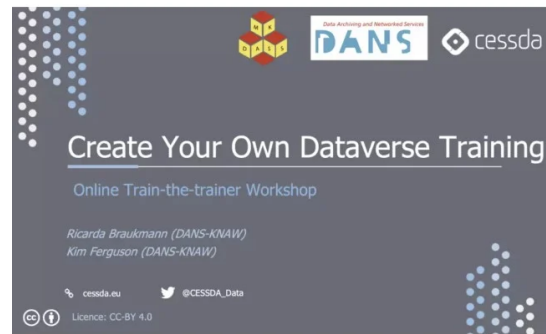 M K
D A S S
Data Archiving and Networked Services
DANS
cessda
Create Your Own Dataverse Training
Online Train-the-trainer Workshop
Ricarda Braukmann (DANS-KNAW)
Kim Ferguson (DANS-KNAW)
cessda.eu @CESSDA_Data
cc Licence: CC-BY 4.0